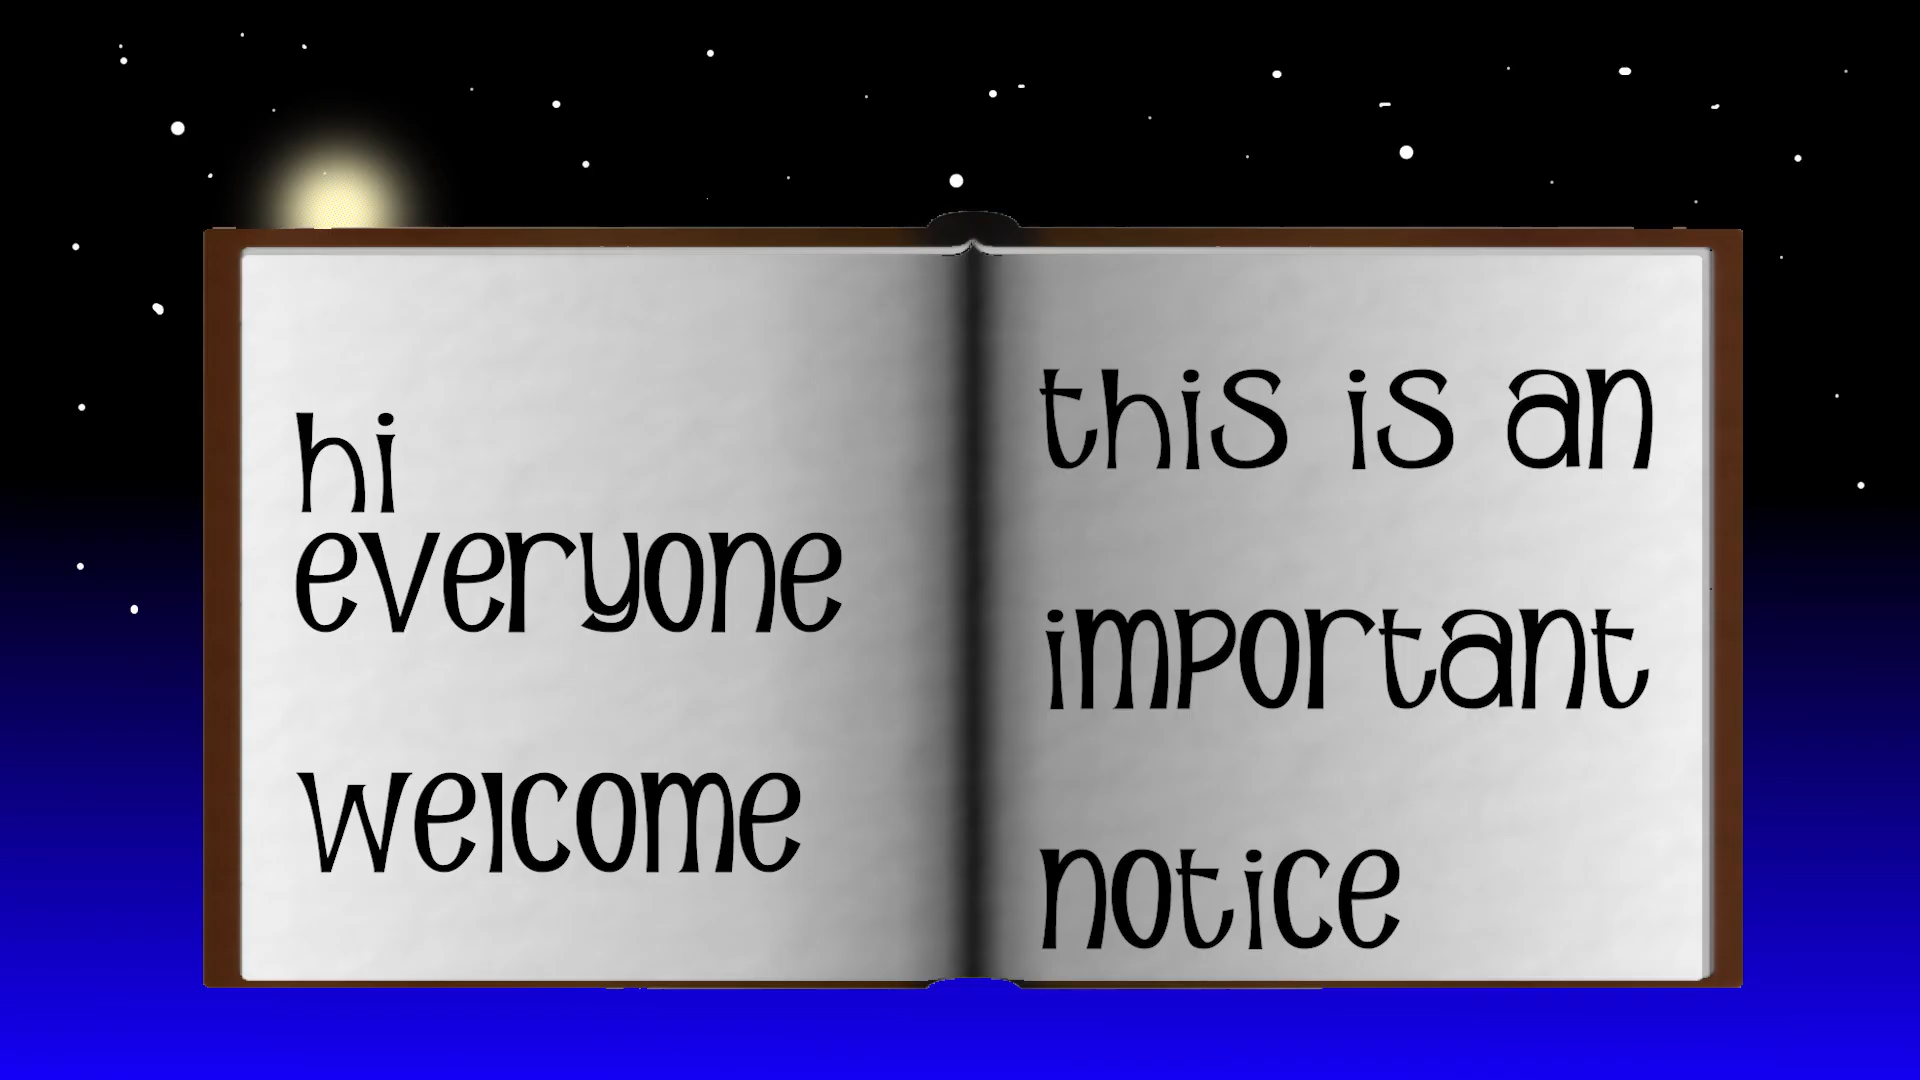 hi
everyone
welcome
this is an
important
notice